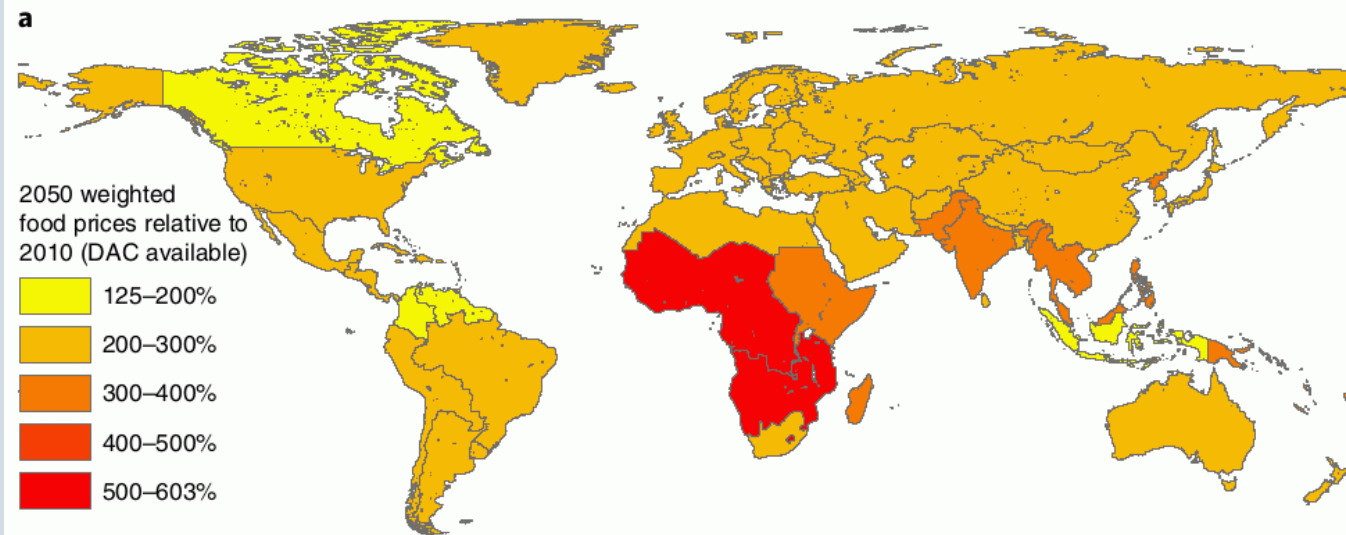 a
2050 weighted
food prices relative to
2010 (DAC available)
125–200%
200–300%
300–400%
400–500%
500–603%